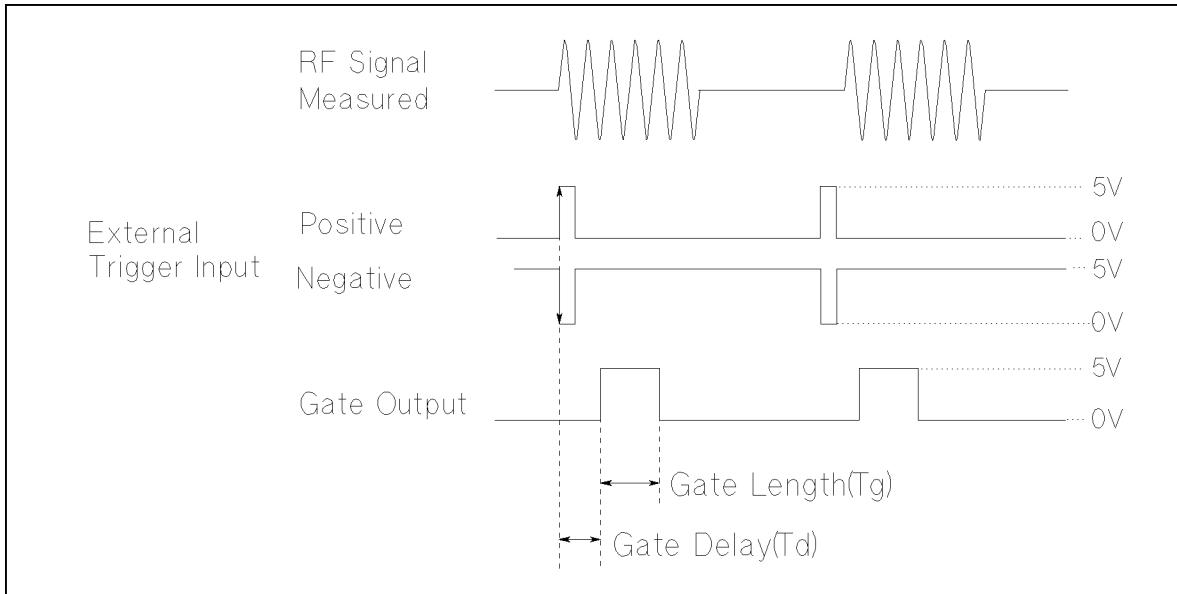 RF Signal
Measured
External
Trigger Input
Positive
5V
0V
Negative
5V
0V
Gate Output
5V
0V
Gate Length(Tg)
Gate Delay(Td)